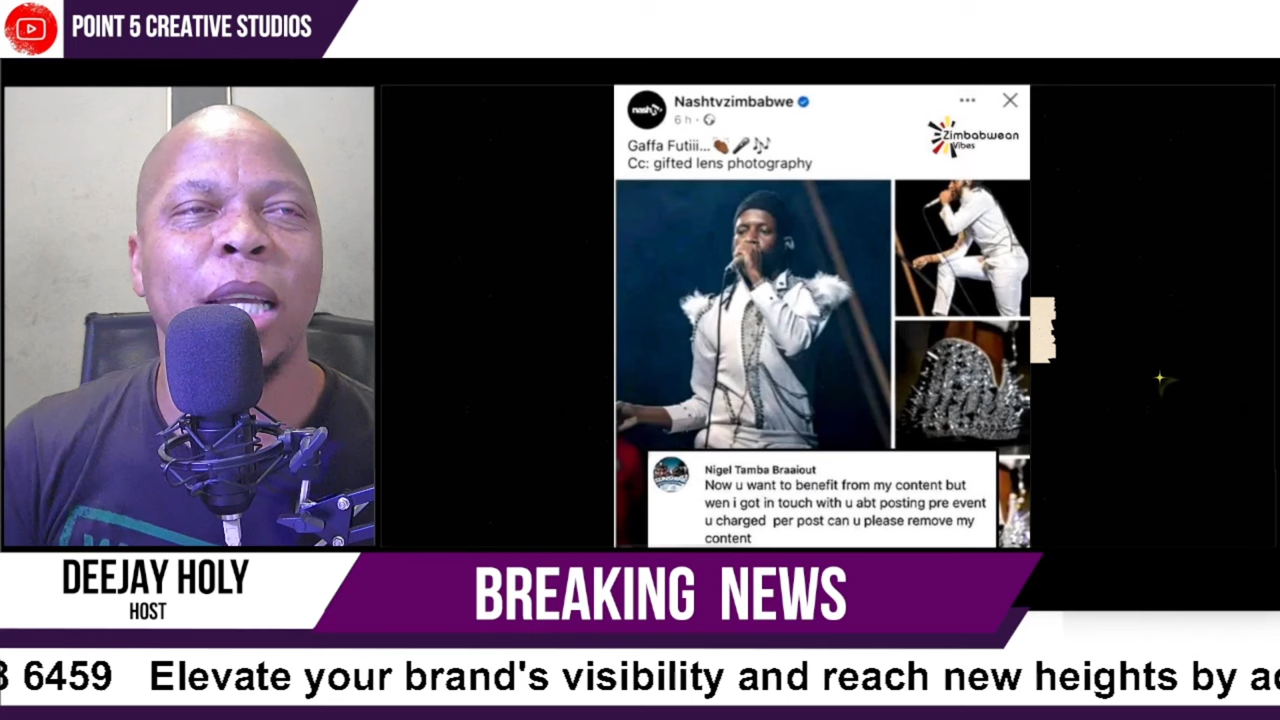 POINT 5 CREATIVE STUDIOS
nash
Nashtvzimbabwe
6 h
Gaffa Futiii...
Cc: gifted lens photography
Zimbabwean
Vibes
Nigel Tamba Braaiout
Now u want to benefit from my content but
wen i got in touch with u abt posting pre event
u charged per post can u please remove my
content
DEEJAY HOLY
HOST
BREAKING NEWS
6459 Elevate your brand's visibility and reach new heights by